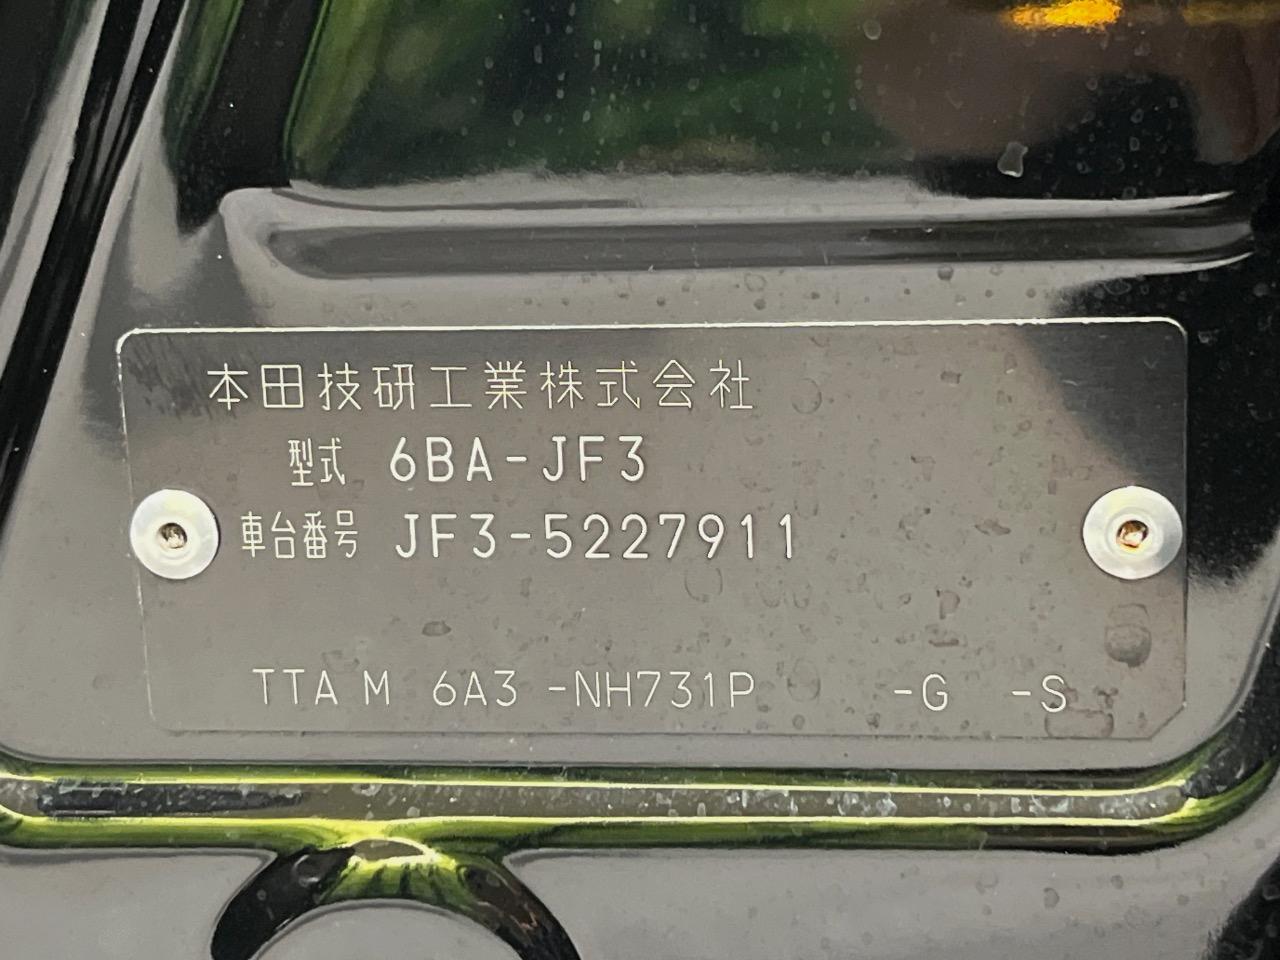 本田技研工業株式会社
型式 6BA-JF3
車台番号 JF3-5227911
TTA M 6A3 -NH731P -G -S